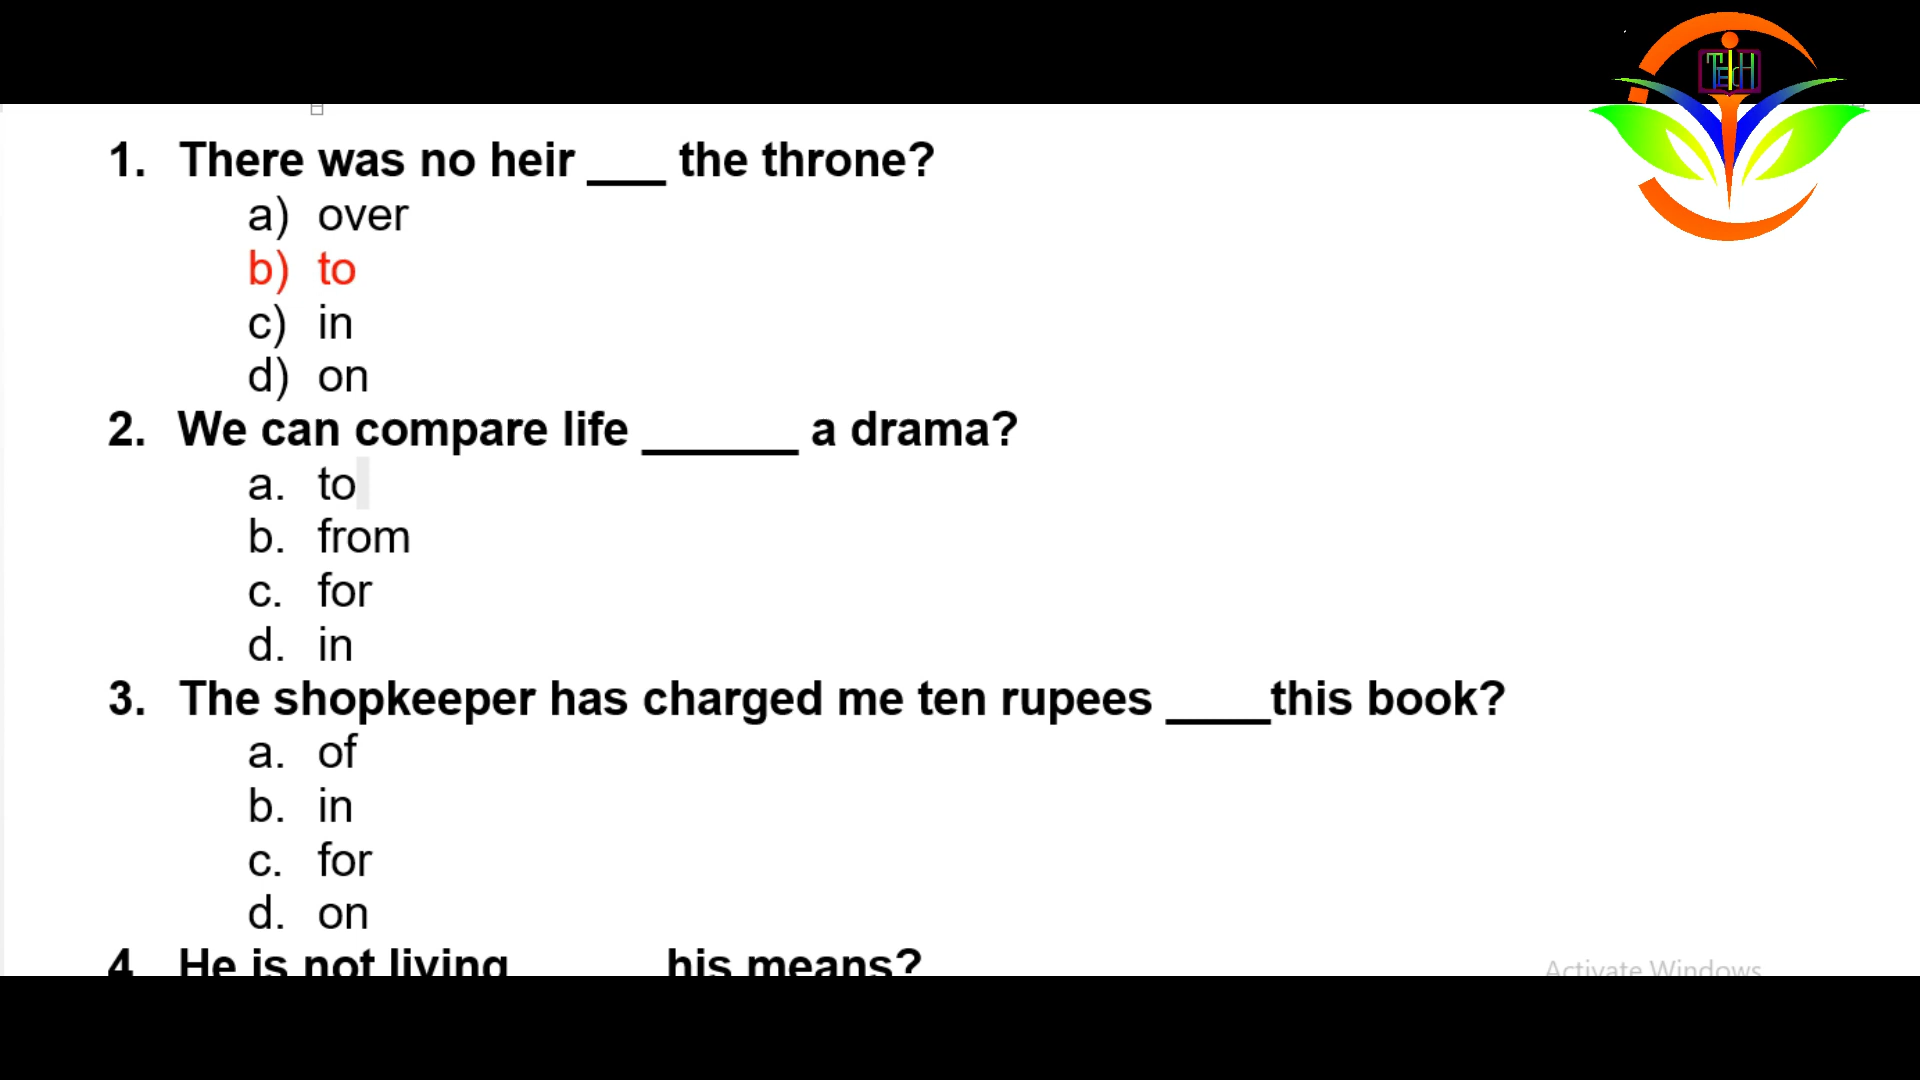 TECH
1. There was no heir ___ the throne?
a) over
b) to
c) in
d) on
2. We can compare life ______ a drama?
a. to
b. from
c. for
d. in
3. The shopkeeper has charged me ten rupees ____this book?
a. of
b. in
c. for
d. on
4 He is not living ______ his means?
Activate Windows